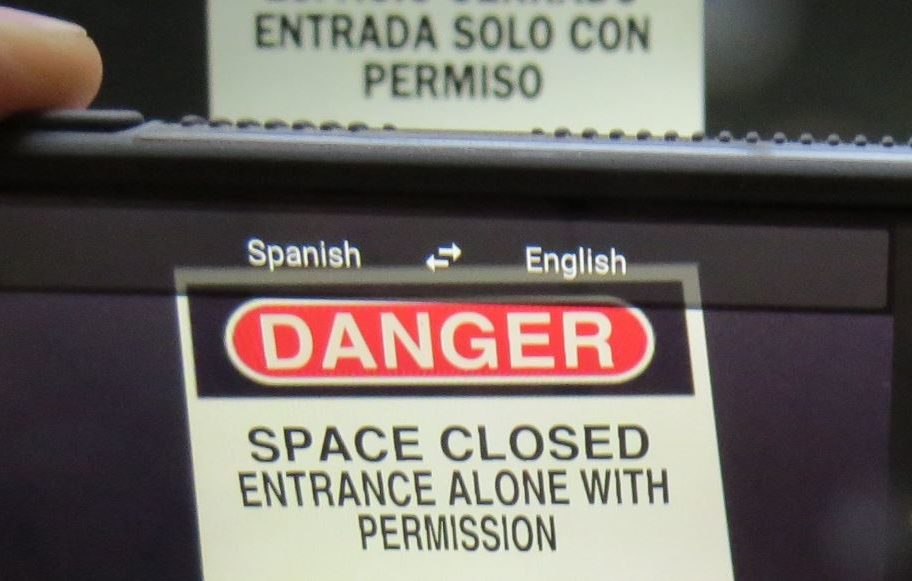 ENTRADA SOLO CON
PERMISO
Spanish English
DANGER
SPACE CLOSED
ENTRANCE ALONE WITH
PERMISSION